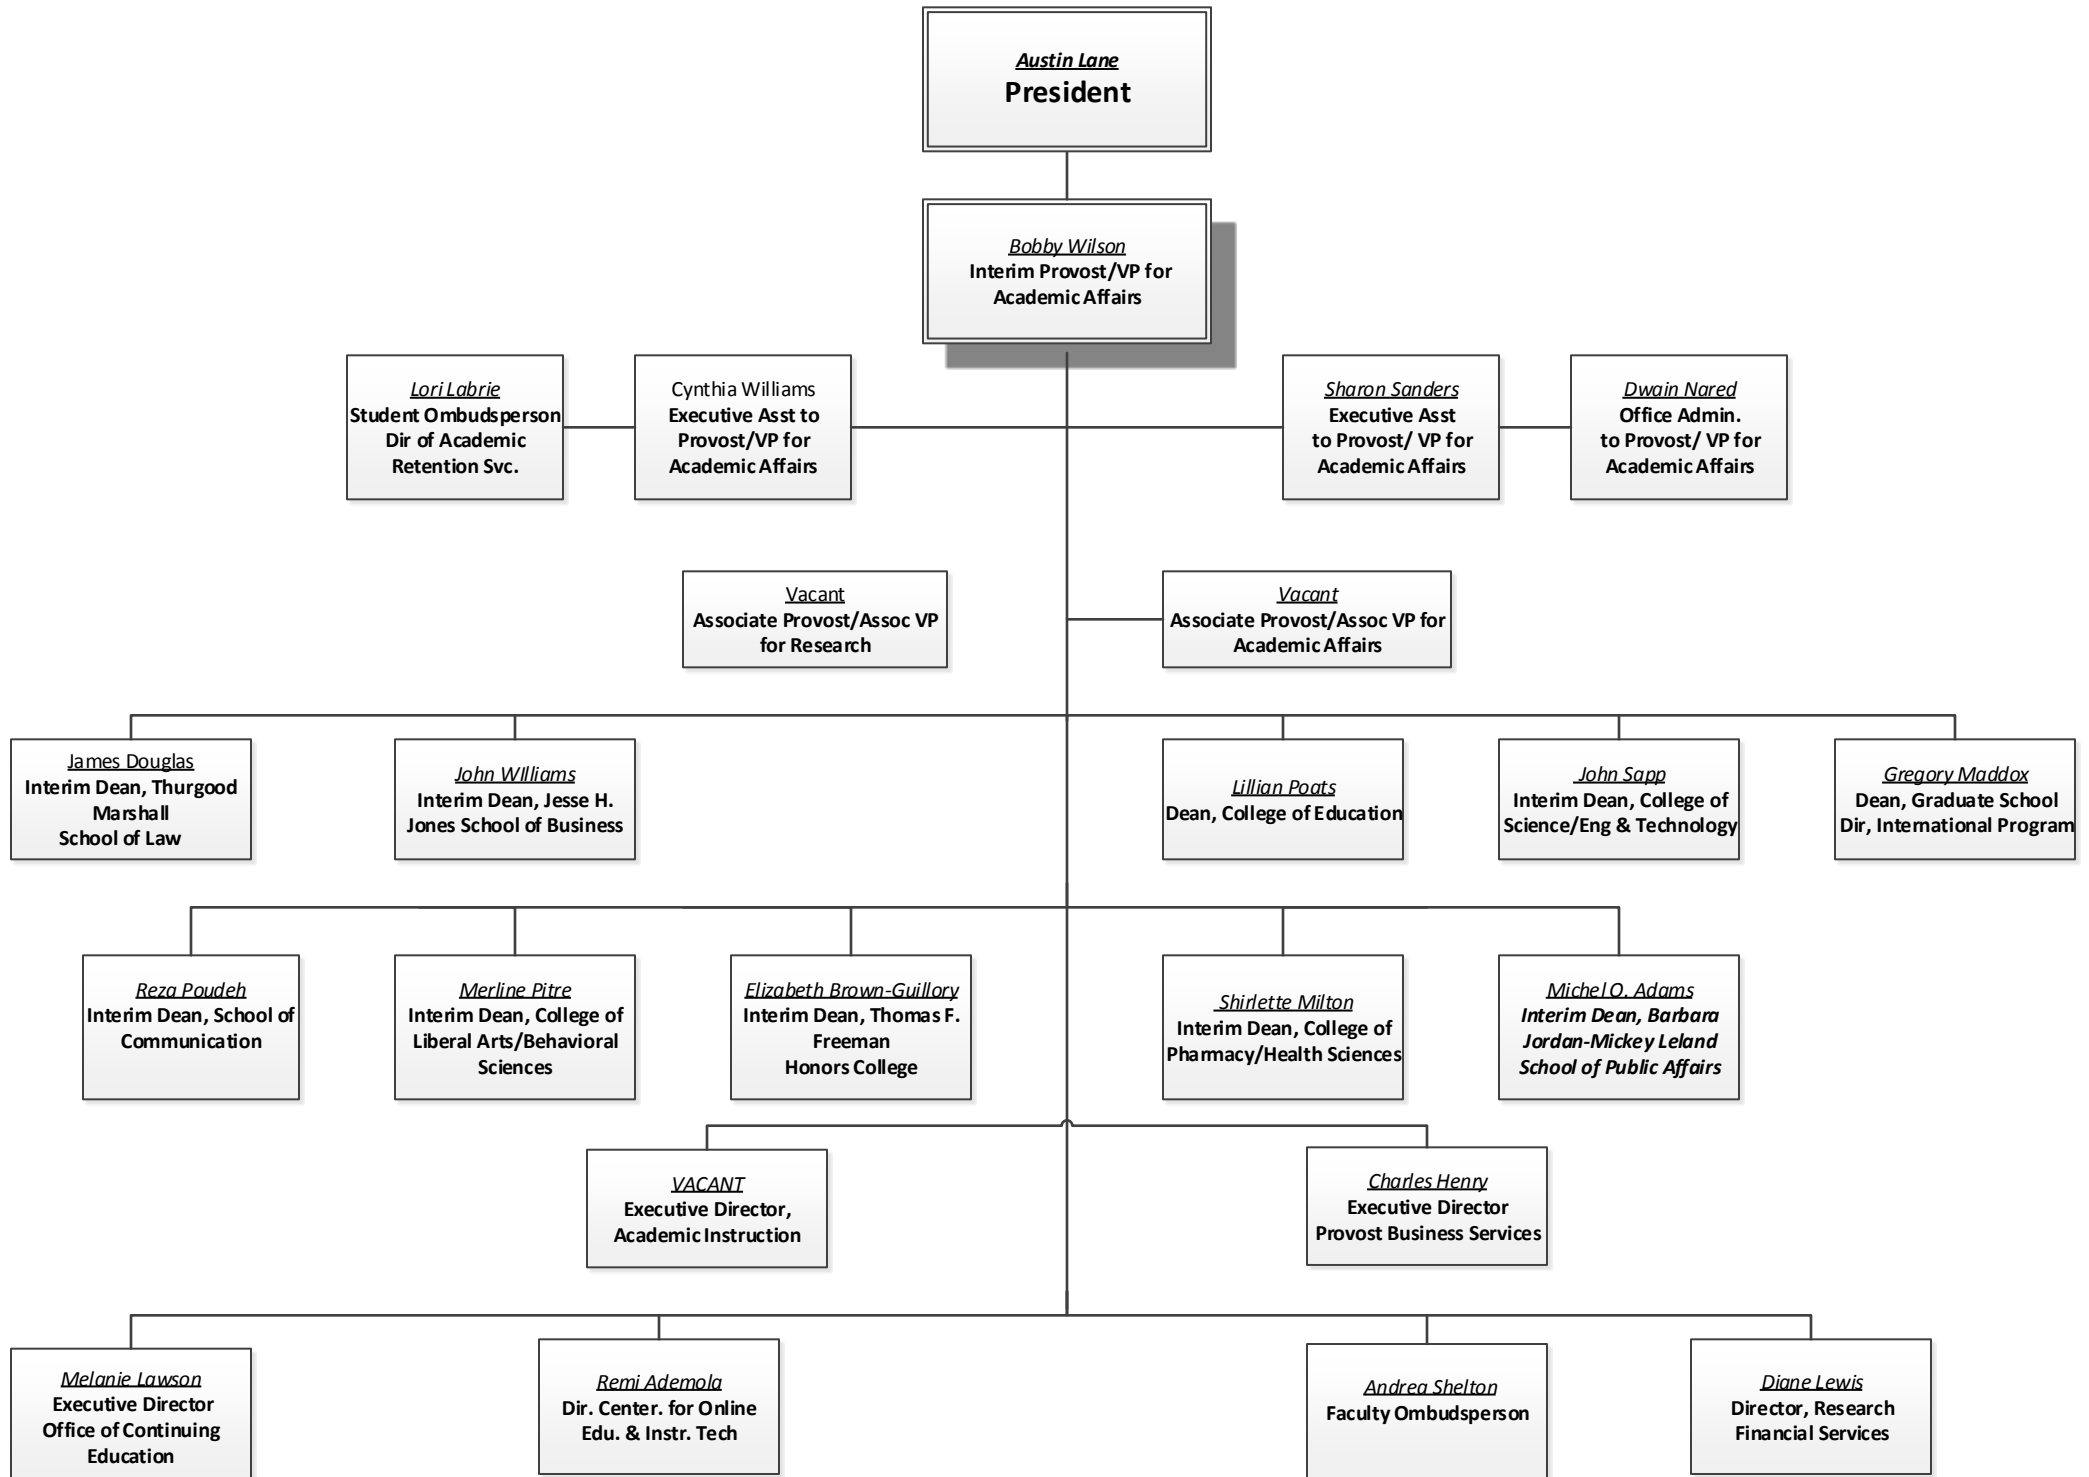 Austin Lane
President
Bobby Wilson
Interim Provost/VP for
Academic Affairs
Lori Labrie
Student Ombudsperson
Dir of Academic
Retention Svc.
Cynthia Williams
Executive Asst to
Provost/VP for
Academic Affairs
Sharon Sanders
Executive Asst
to Provost/ VP for
Academic Affairs
Dwain Nared
Office Admin.
to Provost/ VP for
Academic Affairs
Vacant
Associate Provost/Assoc VP
for Research
Vacant
Associate Provost/Assoc VP for
Academic Affairs
James Douglas
Interim Dean, Thurgood
Marshall
School of Law
John WIlliams
Interim Dean, Jesse H.
Jones School of Business
Lillian Poats
Dean, College of Education
John Sapp
Interim Dean, College of
Science/Eng & Technology
Gregory Maddox
Dean, Graduate School
Dir, International Program
Reza Poudeh
Interim Dean, School of
Communication
Merline Pitre
Interim Dean, College of
Liberal Arts/Behavioral
Sciences
Elizabeth Brown-Guillory
Interim Dean, Thomas F.
Freeman
Honors College
Shirlette Milton
Interim Dean, College of
Pharmacy/Health Sciences
Michel O. Adams
Interim Dean, Barbara
Jordan-Mickey Leland
School of Public Affairs
VACANT
Executive Director,
Academic Instruction
Charles Henry
Executive Director
Provost Business Services
Melanie Lawson
Executive Director
Office of Continuing
Education
Remi Ademola
Dir. Center. for Online
Edu. & Instr. Tech
Andrea Shelton
Faculty Ombudsperson
Diane Lewis
Director, Research
Financial Services